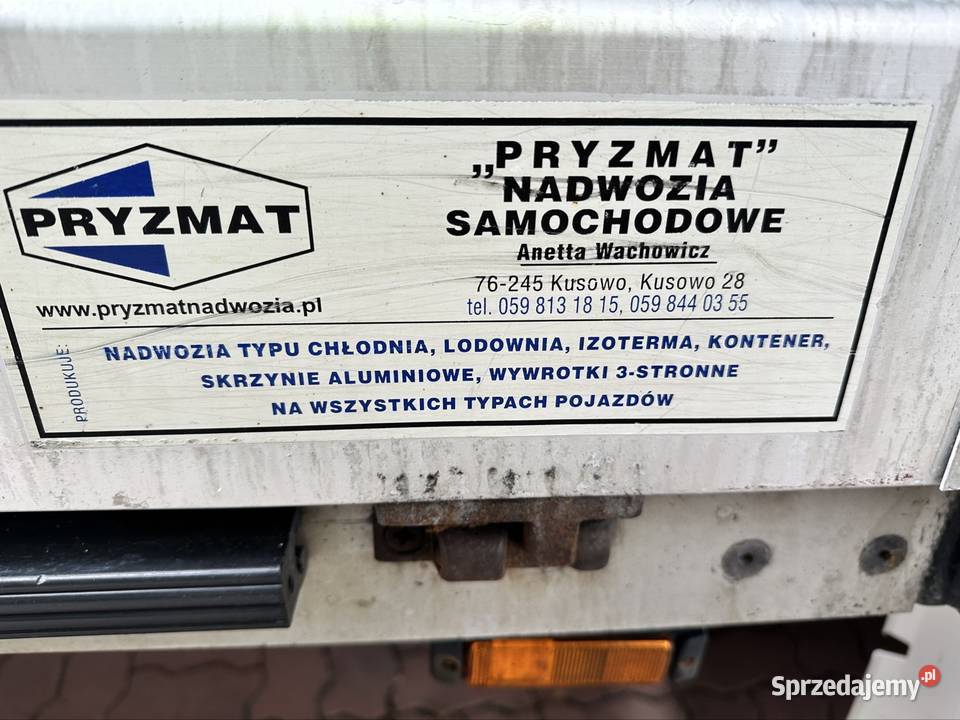 PRYZMAT
www.pryzmatnadwozia.pl
„PRYZMAT”
NADWOZIA
SAMOCHODOWE
Anetta Wachowicz
76-245 Kusowo, Kusowo 28
tel. 059 813 18 15, 059 844 03 55
PRODUKUJE:
NADWOZIA TYPU CHŁODNIA, LODOWNIA, IZOTERMA, KONTENER,
SKRZYNIE ALUMINIOWE, WYWROTKI 3-STRONNE
NA WSZYSTKICH TYPACH POJAZDÓW
Sprzedajemy.pl